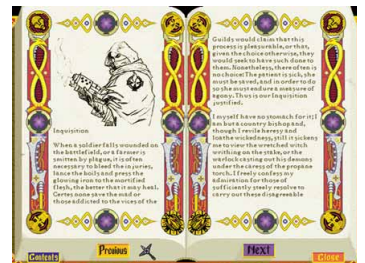 Inquisition
When a soldier falls wounded on
the battlefield, or a farmer is
smitten by plague, it is often
necessary to bleed the injuries,
lance the boils and press the
glowing iron to the mortified
flesh, the better that it may heal.
Certes none save the mad or
those addicted to the vices of the
Guilds would claim that this
process is pleasurable, or that,
given the choice otherwise, they
would seek to have such done to
them. Nonetheless, there often is
no choice! The patient is sick, she
must be saved, and in order to do
so she must endure a measure of
agony. Thus is our Inquisition
justified.
I myself have no stomach for it; I
am but a country bishop and,
though I revile heresy and
loathe wickedness, still it sickens
me to view the wretched witch
writhing on the stake, or the
warlock casting out his demons
under the caress of the propane
torch. I freely confess my
admiration for those of
sufficiently steely resolve to
carry out these disagreeable
Contents
Previous
Next
Close